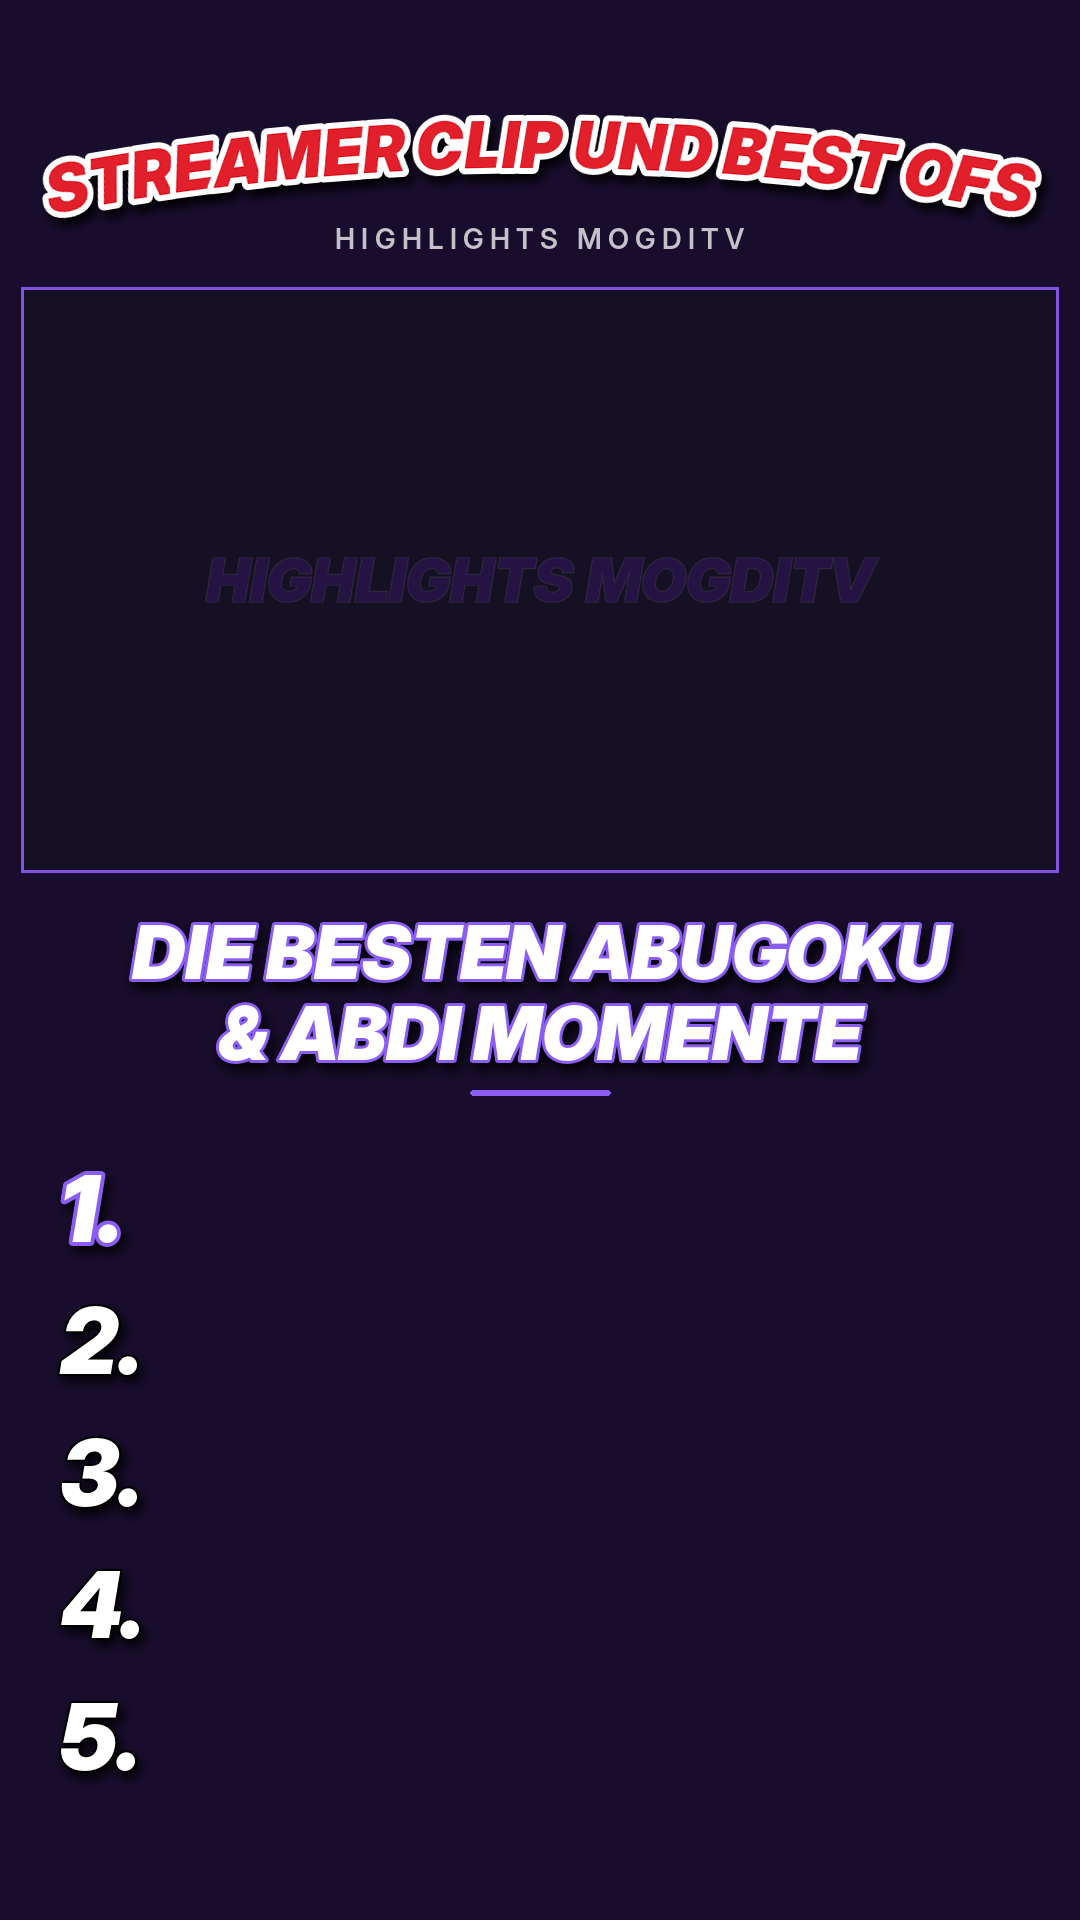 STREAMER CLIP UND BEST OFS
HIGHLIGHTS MOGDITV
HIGHLIGHTS MOGDITV
DIE BESTEN ABUGOKU
& ABDI MOMENTE
1.
2.
3.
4.
5.